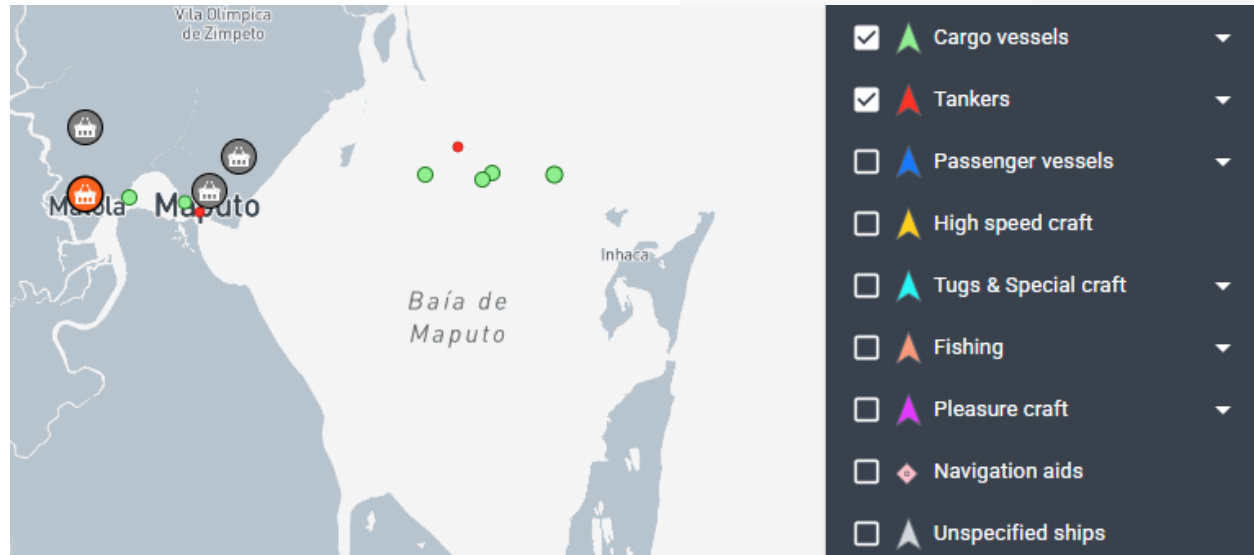 Vila Olímpica
de Zimpeto
Matola
Maputo
Inhaca
Baía de
Maputo
Cargo vessels
Tankers
Passenger vessels
High speed craft
Tugs & Special craft
Fishing
Pleasure craft
Navigation aids
Unspecified ships